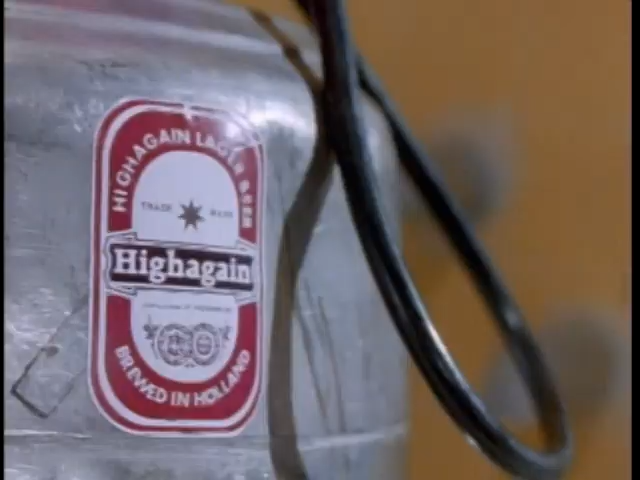 HIGHAGAIN LAGER BEER
TRADE MARK
Highagain
BREWED IN HOLLAND